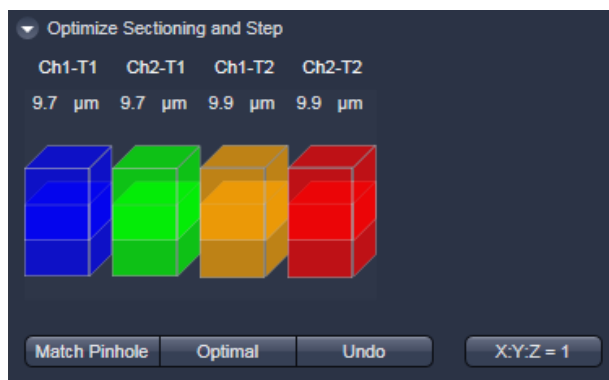 Optimize Sectioning and Step
Ch1-T1 Ch2-T1 Ch1-T2 Ch2-T2
9.7 µm 9.7 µm 9.9 µm 9.9 µm
Match Pinhole Optimal Undo X:Y:Z = 1